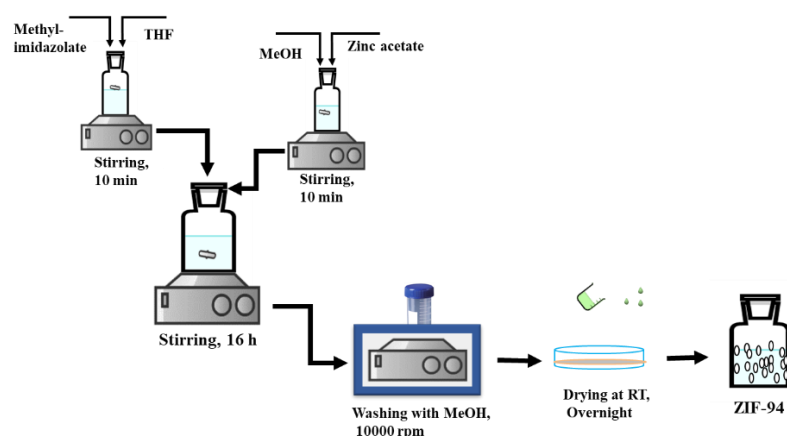 Methyl-
imidazolate
THF
MeOH
Zinc acetate
Stirring,
10 min
Stirring,
10 min
Stirring, 16 h
Washing with MeOH,
10000 rpm
Drying at RT,
Overnight
ZIF-94